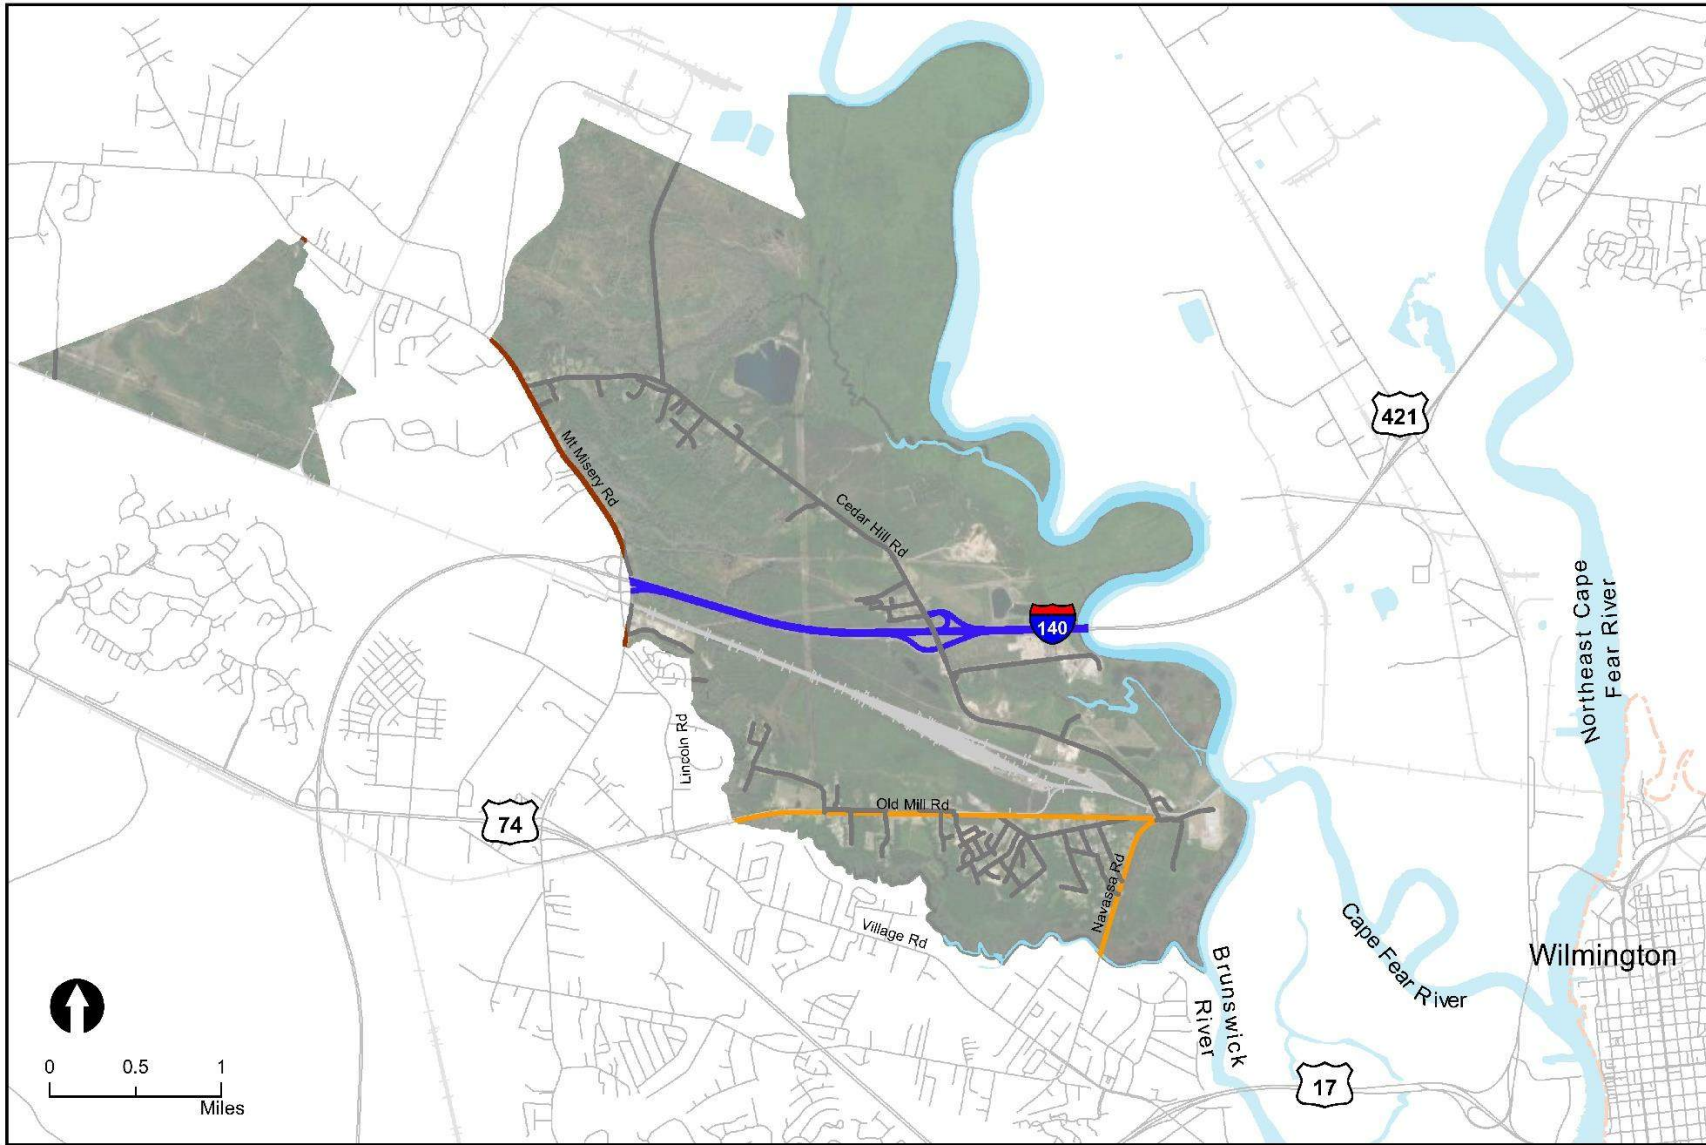 421
Mt Misery Rd
Cedar Hill Rd
140
Northeast Cape
Fear River
Lincoln Rd
Old Mill Rd
74
Navassa Rd
Village Rd
Cape Fear River
Wilmington
Brunswick
River
0 0.5 1
Miles
17